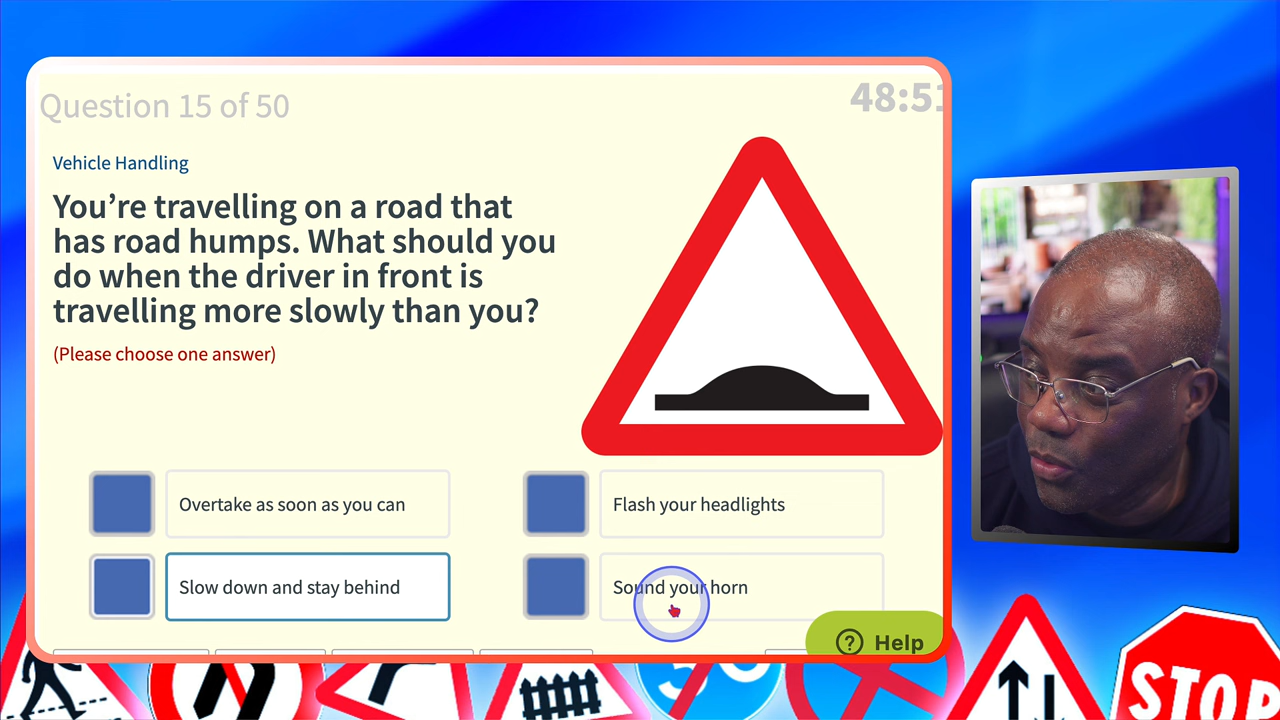 Question 15 of 50
48:51
Vehicle Handling
You’re travelling on a road that
has road humps. What should you
do when the driver in front is
travelling more slowly than you?
(Please choose one answer)
Overtake as soon as you can
Flash your headlights
Slow down and stay behind
Sound your horn
Help
STOP